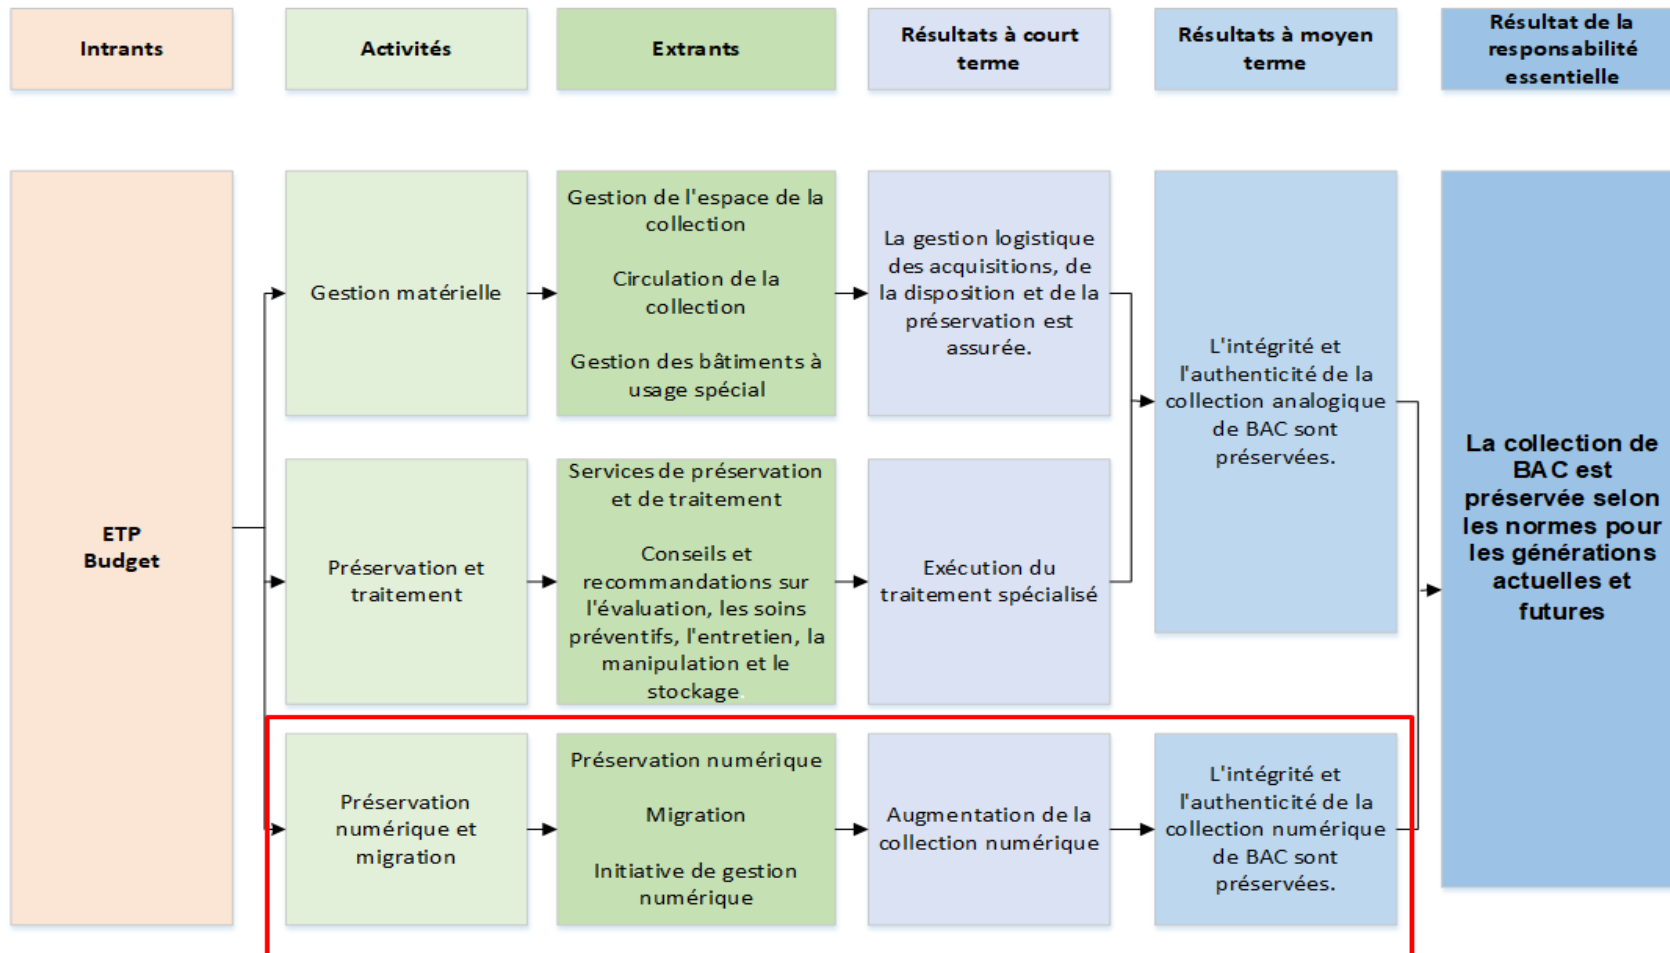 Intrants
Activités
Extrants
Résultats à court
terme
Résultats à moyen
terme
Résultat de la
responsabilité
essentielle
ETP
Budget
Gestion matérielle
Gestion de l'espace de la
collection
Circulation de la
collection
Gestion des bâtiments à
usage spécial
La gestion logistique
des acquisitions, de
la disposition et de la
préservation est
assurée.
Préservation et
traitement
Services de préservation
et de traitement
Conseils et
recommandations sur
l'évaluation, les soins
préventifs, l'entretien, la
manipulation et le
stockage.
Exécution du
traitement spécialisé
L'intégrité et
l'authenticité de la
collection analogique
de BAC sont
préservées.
Préservation
numérique et
migration
Préservation numérique
Migration
Initiative de gestion
numérique
Augmentation de la
collection numérique
L'intégrité et
l'authenticité de la
collection numérique
de BAC sont
préservées.
La collection de
BAC est
préservée selon
les normes pour
les générations
actuelles et
futures